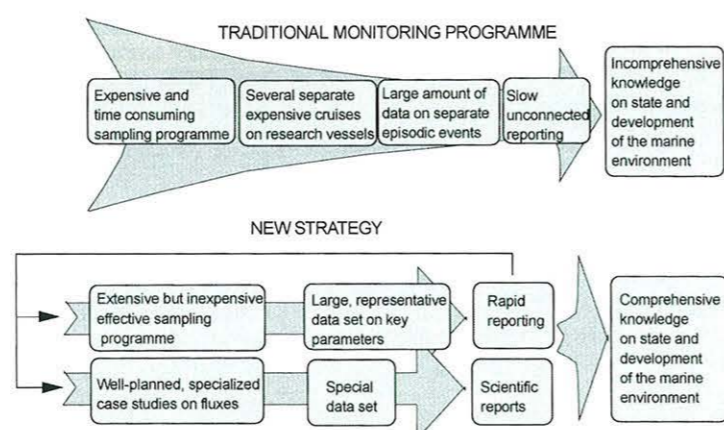 TRADITIONAL MONITORING PROGRAMME
Expensive and
time consuming
sampling programme
Several separate
expensive cruises
on research vessels
Large amount of
data on separate
episodic events
Slow
unconnected
reporting
Incomprehensive
knowledge
on state and
development
of the marine
environment
NEW STRATEGY
Extensive but inexpensive
effective sampling
programme
Large, representative
data set on key
parameters
Rapid
reporting
Well-planned, specialized
case studies on fluxes
Special
data set
Scientific
reports
Comprehensive
knowledge
on state and
development
of the marine
environment